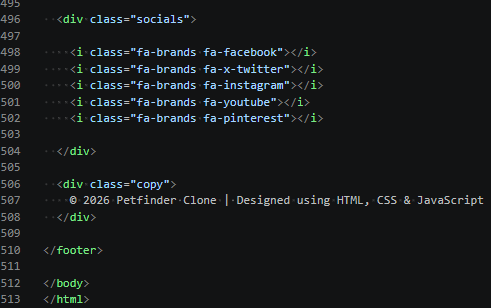 495
496 <div class="socials">
498 <i class="fa-brands fa-facebook"></i>
499 <i class="fa-brands fa-x-twitter"></i>
500 <i class="fa-brands fa-instagram"></i>
501 <i class="fa-brands fa-youtube"></i>
502 <i class="fa-brands fa-pinterest"></i>
503
504 </div>
505
506 <div class="copy">
507 © 2026 Petfinder Clone | Designed using HTML, CSS & JavaScript
508 </div>
509
510 </footer>
511
512 </body>
513 </html>